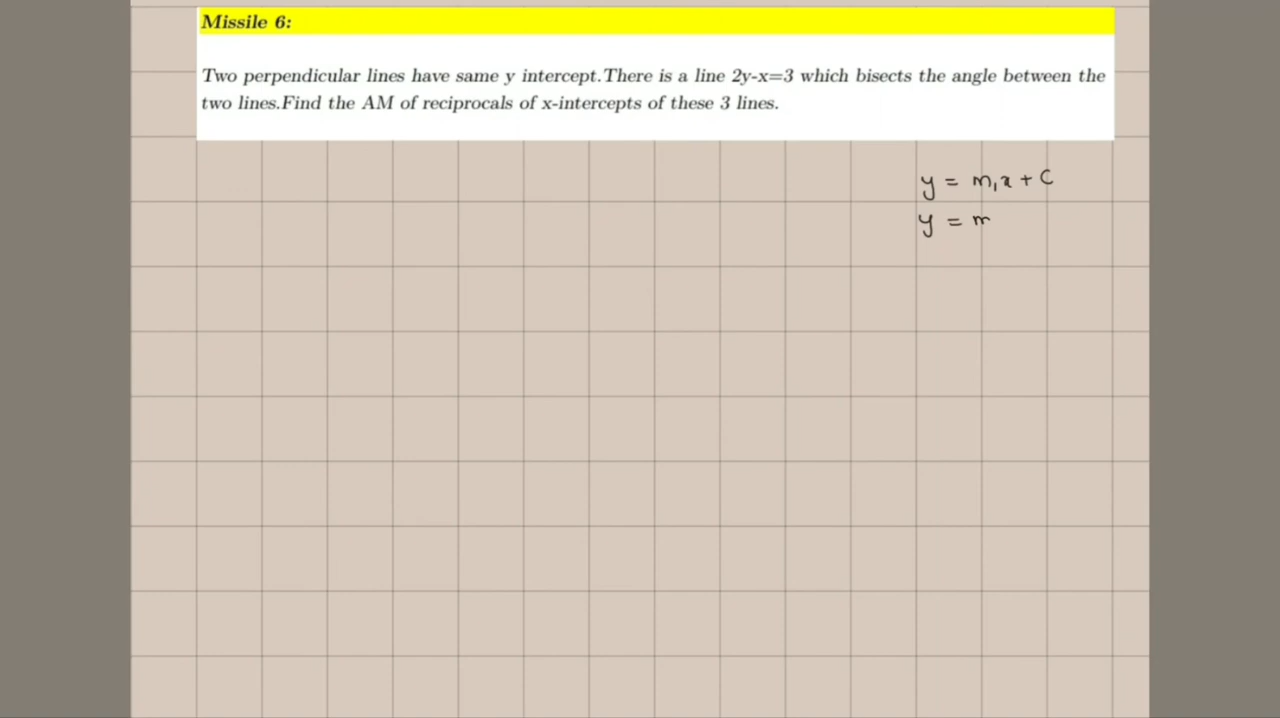 Missile 6:
Two perpendicular lines have same y intercept.There is a line 2y-x=3 which bisects the angle between the
two lines.Find the AM of reciprocals of x-intercepts of these 3 lines.
y = m₁x + C
y = m